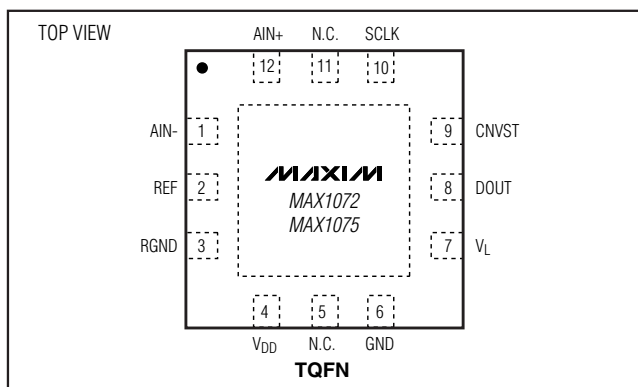 TOP VIEW
AIN+ N.C. SCLK
12 11 10
AIN- 1 9 CNVST
MAXIM
REF 2 MAX1072 8 DOUT
MAX1075
RGND 3 7 VL
4 5 6
VDD N.C. GND
TQFN